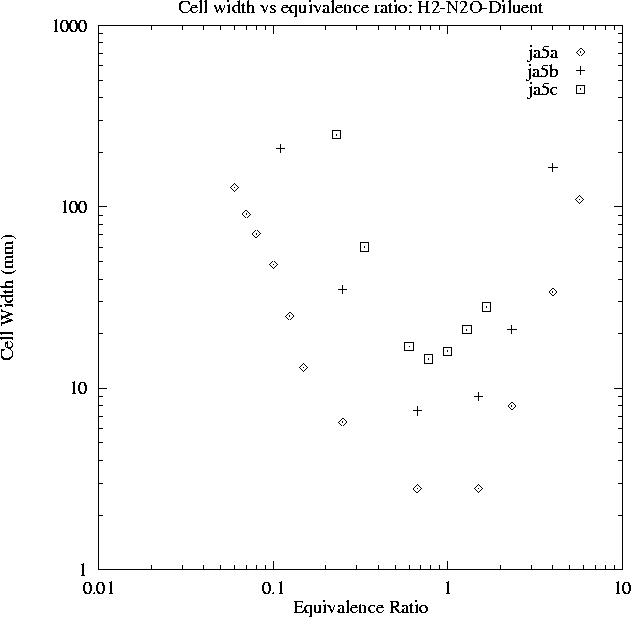 Cell width vs equivalence ratio: H2-N2O-Diluent
1000
100
10
1
Cell Width (mm)
ja5a
ja5b
ja5c
0.01
0.1
1
10
Equivalence Ratio